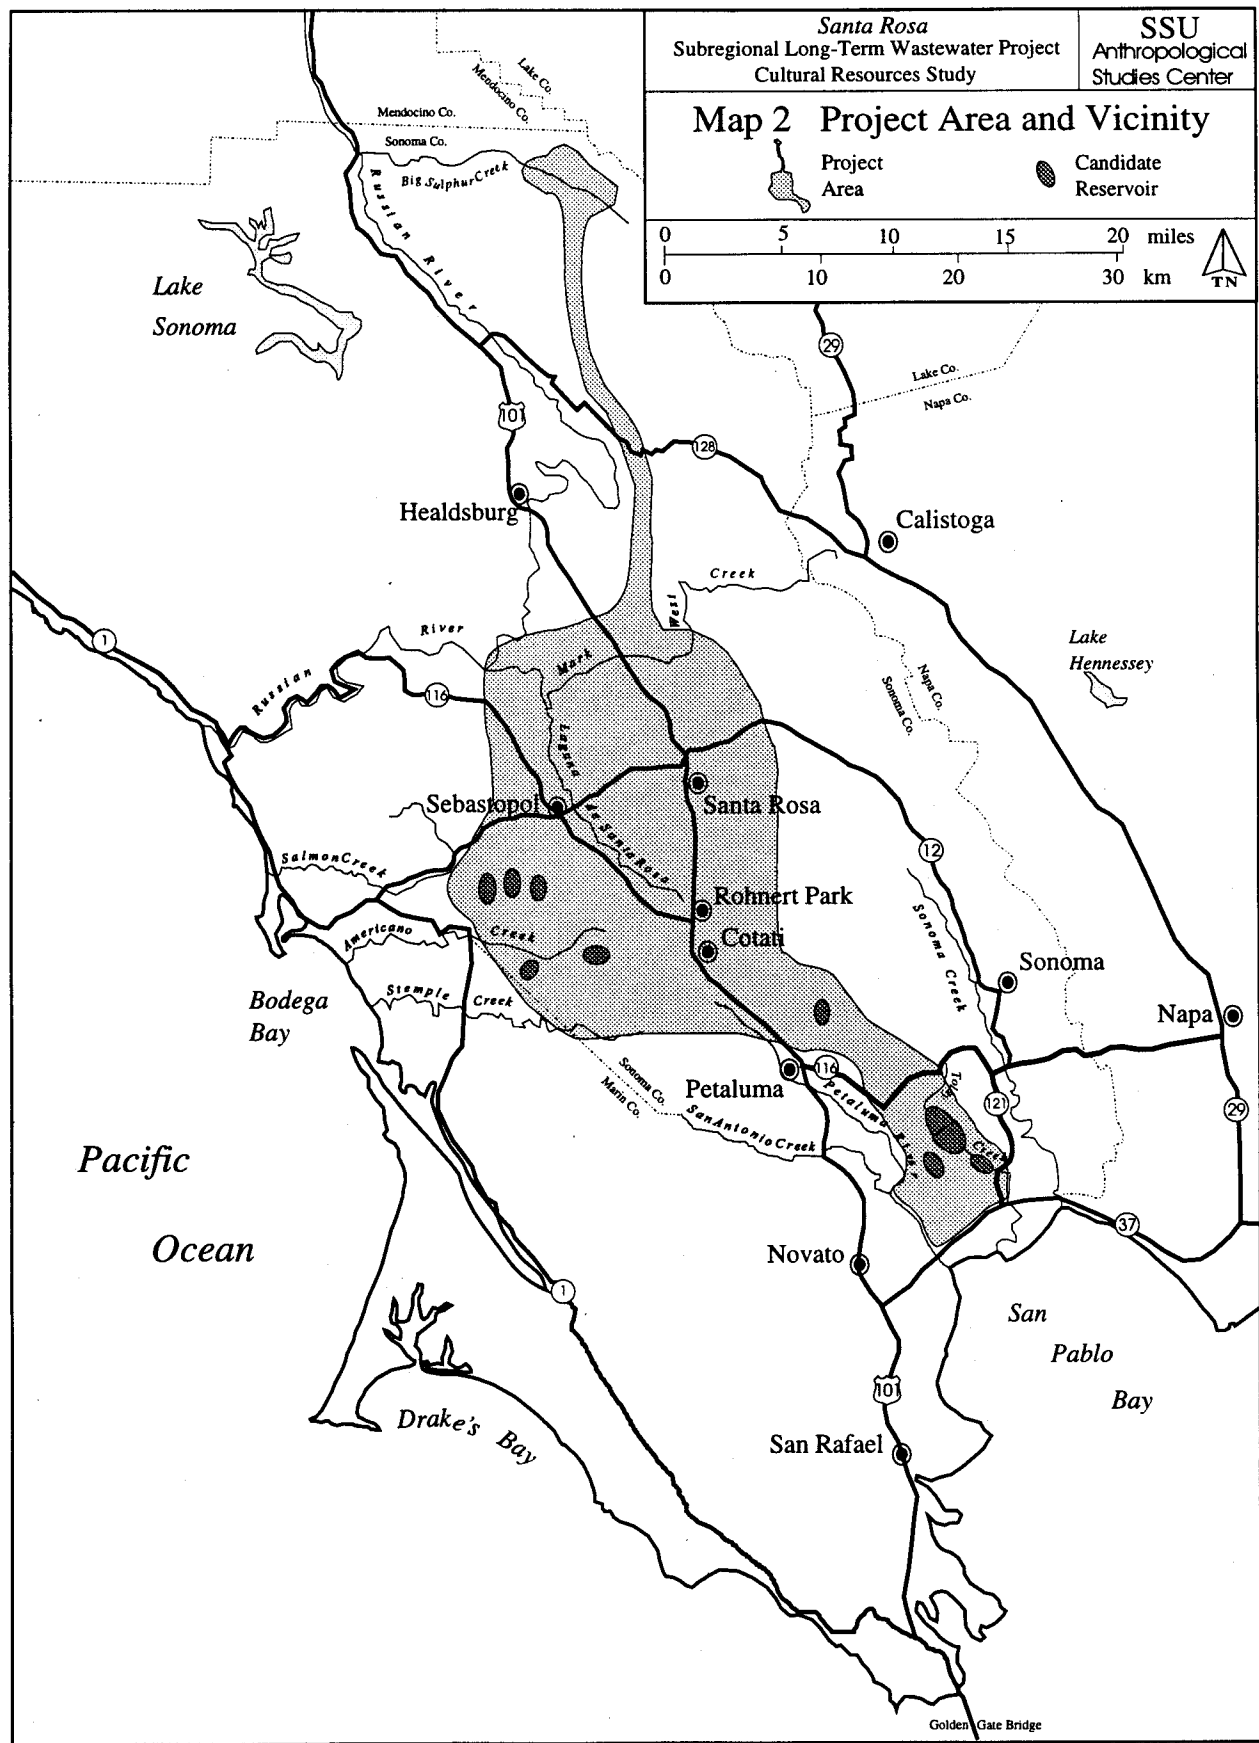 Santa Rosa
Subregional Long-Term Wastewater Project
Cultural Resources Study
SSU
Anthropological
Studies Center
Map 2 Project Area and Vicinity
Project
Area
Candidate
Reservoir
0 5 10 15 20 miles
0 10 20 30 km
TN
Lake Co.
Mendocino Co.
Mendocino Co.
Sonoma Co.
Big Sulphur Creek
Russian River
Lake
Sonoma
29
Lake Co.
Napa Co.
101
128
Healdsburg
Calistoga
Creek
West
Mark
1
River
Russian
116
Lake
Hennessey
Napa Co.
Sonoma Co.
Laguna
de Santa Rosa
Sebastopol
Santa Rosa
12
Salmon Creek
Rohnert Park
Cotati
Americano
Creek
Sonoma Creek
Sonoma
Stemple
Creek
Bodega
Bay
Napa
Sonoma Co.
Marin Co.
Petaluma
116
Petaluma River
Tolay
Creek
121
29
San Antonio Creek
Pacific
Ocean
37
Novato
1
San
Pablo
Bay
101
Drake's Bay
San Rafael
Golden Gate Bridge